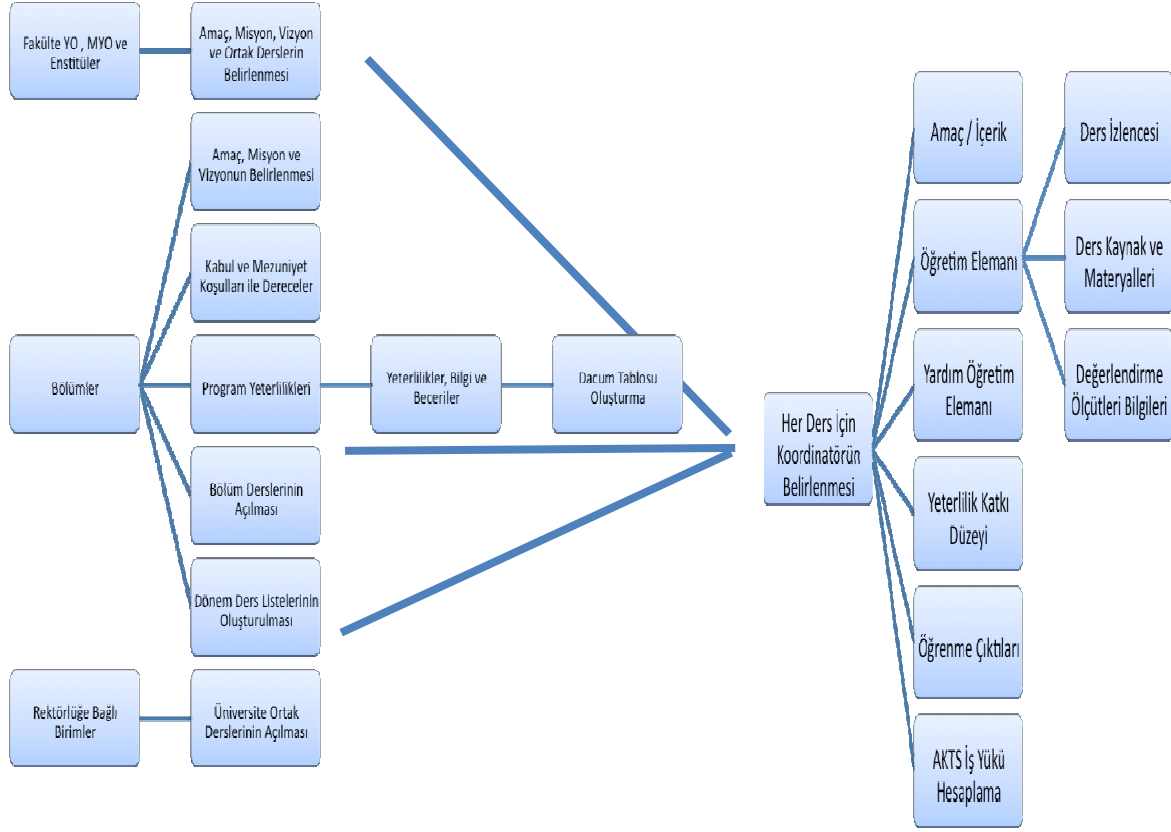 Fakülte YO , MYO ve
Enstitüler
Amaç, Misyon, Vizyon
ve Ortak Derslerin
Belirlenmesi
Amaç, Misyon ve
Vizyonun Belirlenmesi
Kabul ve Mezuniyet
Koşulları ile Dereceler
Bölümler
Program Yeterlilikleri
Yeterlilikler, Bilgi ve
Beceriler
Dacum Tablosu
Oluşturma
Bölüm Derslerinin
Açılması
Dönem Ders Listelerinin
Oluşturulması
Rektörlüğe Bağlı
Birimler
Üniversite Ortak
Derslerinin Açılması
Her Ders İçin
Koordinatörün
Belirlenmesi
Amaç / İçerik
Öğretim Elemanı
Yardım Öğretim
Elemanı
Yeterlilik Katkı
Düzeyi
Öğrenme Çıktıları
AKTS İş Yükü
Hesaplama
Ders İzlencesi
Ders Kaynak ve
Materyalleri
Değerlendirme
Ölçütleri Bilgileri